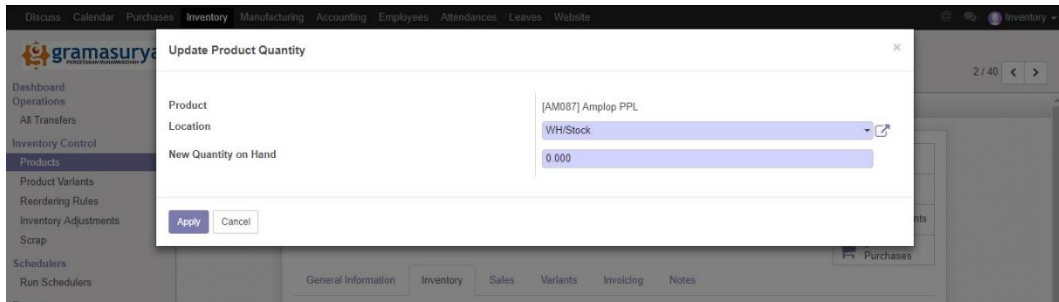 Discuss Calendar Purchases Inventory Manufacturing Accounting Employees Attendances Leaves Website Inventory
gramasurya
Update Product Quantity ×
2 / 40
Dashboard
Operations
All Transfers
Inventory Control
Products
Product Variants
Reordering Rules
Inventory Adjustments
Scrap
Schedulers
Run Schedulers
Product [AM087] Amplop PPL
Location WH/Stock
New Quantity on Hand 0.000
Apply Cancel
nts
Purchases
General Information Inventory Sales Variants Invoicing Notes